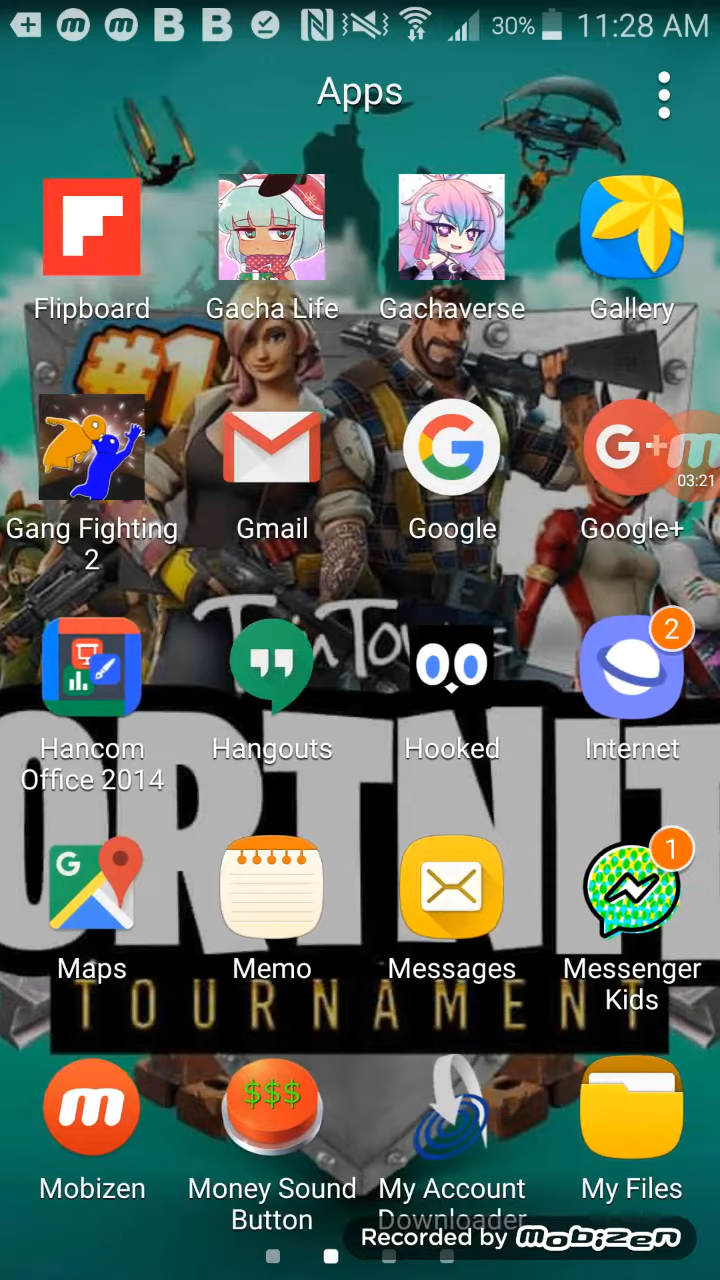 30% 11:28 AM
Apps
Flipboard
Gacha Life
Gachaverse
Gallery
#1
Gang Fighting
2
Gmail
Google
G+
Google+
03:21
Hancom
Office 2014
Hangouts
Hooked
2
Internet
ORTNIT
Maps
Memo
Messages
1
Messenger
Kids
TOURNAMENT
Mobizen
$$$
Money Sound
Button
My Account
Downloader
My Files
Recorded by mobizen